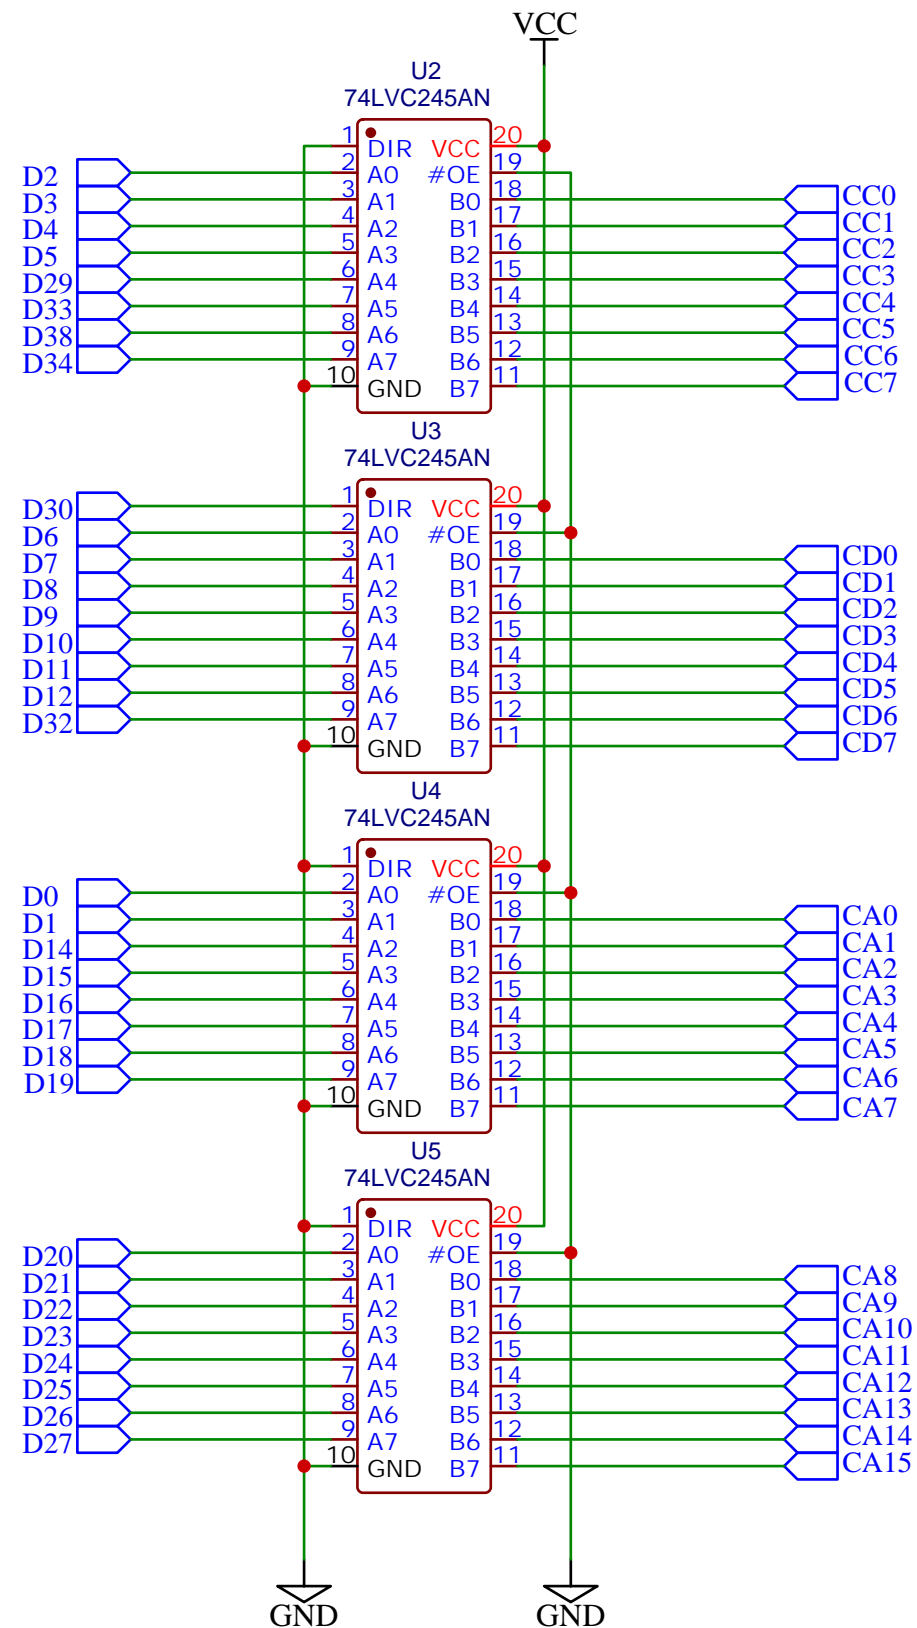 VCC
U2
74LVC245AN
1 DIR VCC 20
D2 2 A0 #OE 19
D3 3 A1 B0 18 CC0
D4 4 A2 B1 17 CC1
D5 5 A3 B2 16 CC2
D29 6 A4 B3 15 CC3
D33 7 A5 B4 14 CC4
D38 8 A6 B5 13 CC5
D34 9 A7 B6 12 CC6
10 GND B7 11 CC7
U3
74LVC245AN
D30 1 DIR VCC 20
D6 2 A0 #OE 19
D7 3 A1 B0 18 CD0
D8 4 A2 B1 17 CD1
D9 5 A3 B2 16 CD2
D10 6 A4 B3 15 CD3
D11 7 A5 B4 14 CD4
D12 8 A6 B5 13 CD5
D32 9 A7 B6 12 CD6
10 GND B7 11 CD7
U4
74LVC245AN
1 DIR VCC 20
D0 2 A0 #OE 19
D1 3 A1 B0 18 CA0
D14 4 A2 B1 17 CA1
D15 5 A3 B2 16 CA2
D16 6 A4 B3 15 CA3
D17 7 A5 B4 14 CA4
D18 8 A6 B5 13 CA5
D19 9 A7 B6 12 CA6
10 GND B7 11 CA7
U5
74LVC245AN
1 DIR VCC 20
D20 2 A0 #OE 19
D21 3 A1 B0 18 CA8
D22 4 A2 B1 17 CA9
D23 5 A3 B2 16 CA10
D24 6 A4 B3 15 CA11
D25 7 A5 B4 14 CA12
D26 8 A6 B5 13 CA13
D27 9 A7 B6 12 CA14
10 GND B7 11 CA15
GND GND